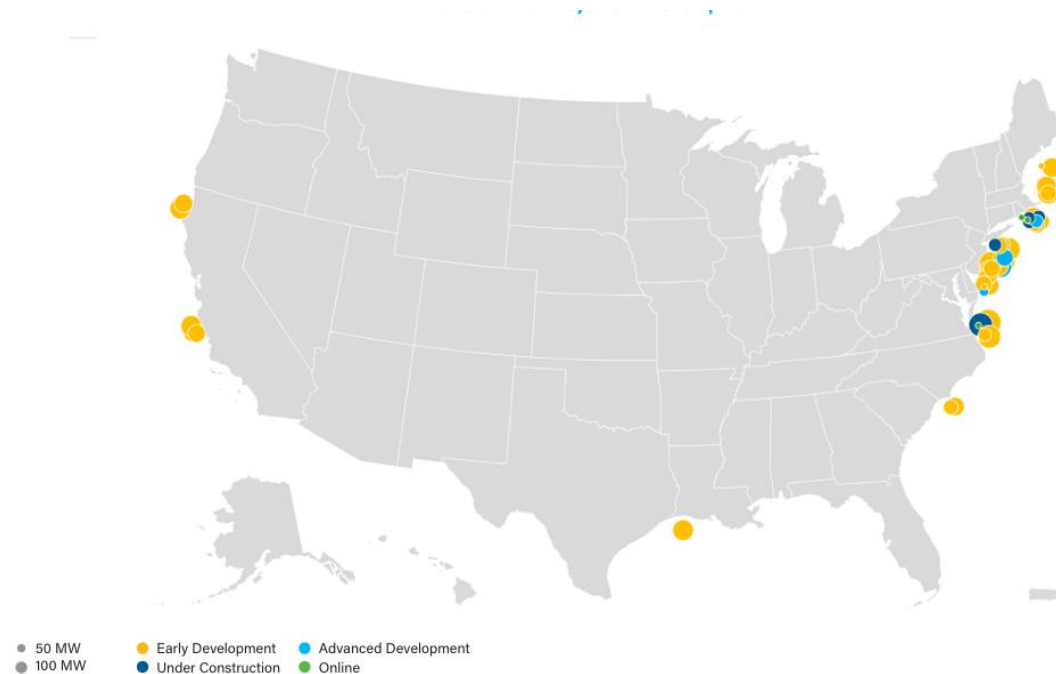 50 MW
100 MW
Early Development
Under Construction
Advanced Development
Online